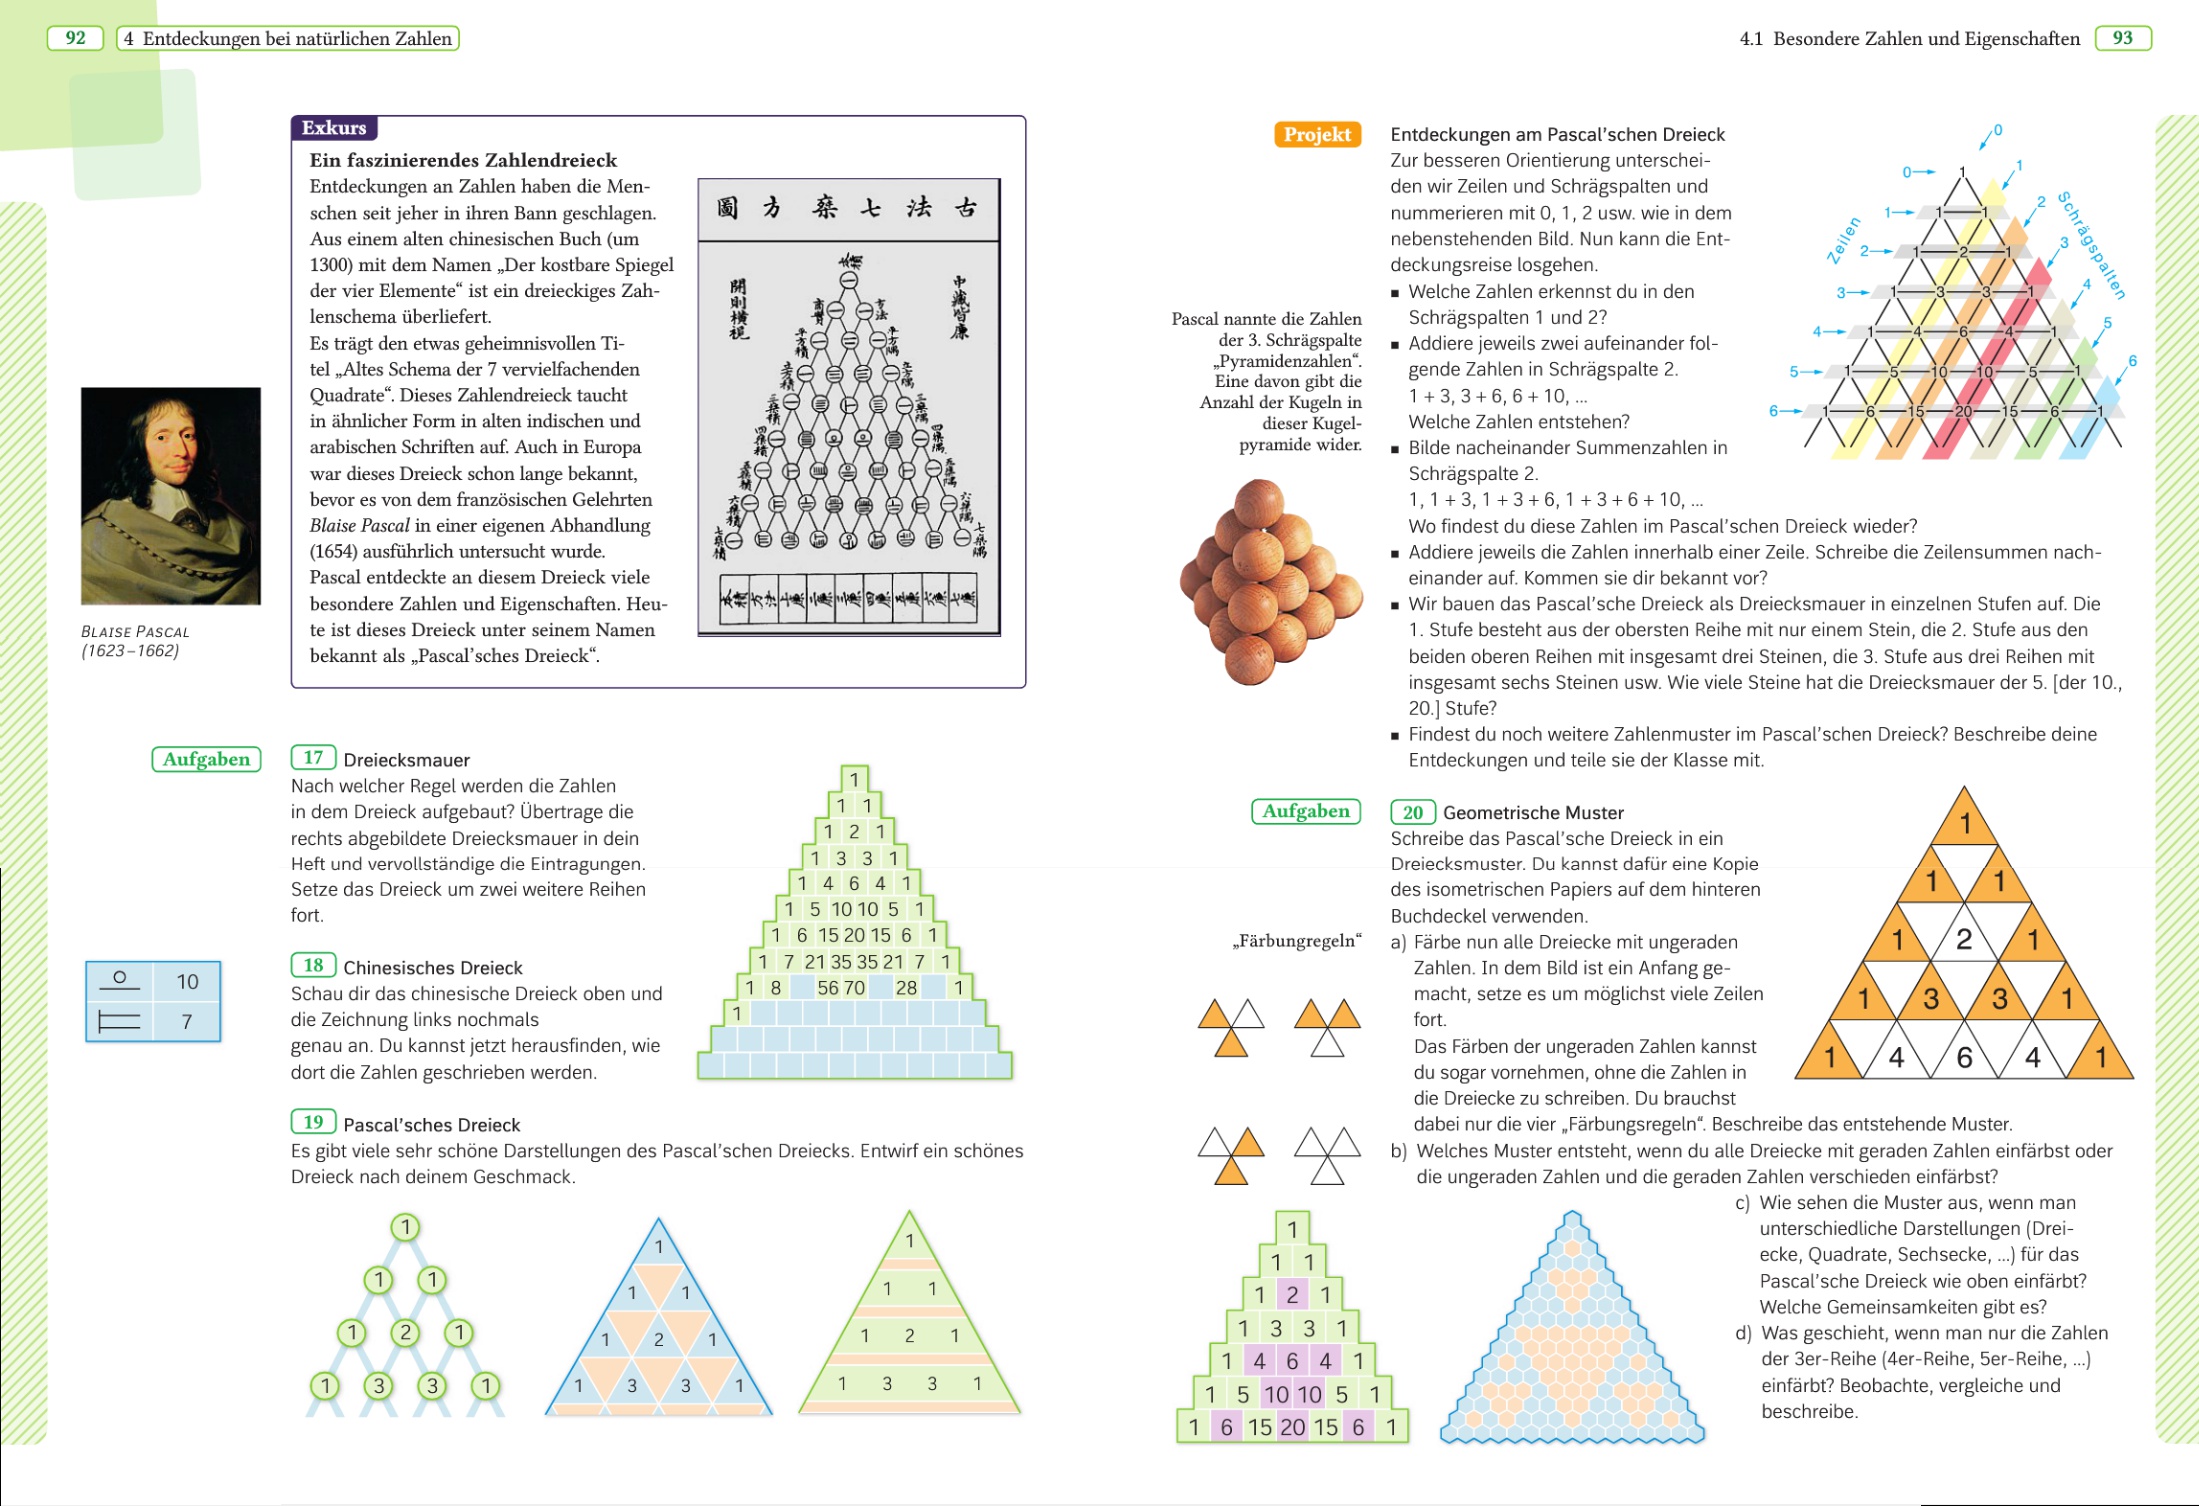 92
4 Entdeckungen bei natürlichen Zahlen
Exkurs
Ein faszinierendes Zahlendreieck
Entdeckungen an Zahlen haben die Men-
schen seit jeher in ihren Bann geschlagen.
Aus einem alten chinesischen Buch (um
1300) mit dem Namen „Der kostbare Spiegel
der vier Elemente“ ist ein dreieckiges Zah-
lenschema überliefert.
Es trägt den etwas geheimnisvollen Ti-
tel „Altes Schema der 7 vervielfachenden
Quadrate“. Dieses Zahlendreieck taucht
in ähnlicher Form in alten indischen und
arabischen Schriften auf. Auch in Europa
war dieses Dreieck schon lange bekannt,
bevor es von dem französischen Gelehrten
Blaise Pascal in einer eigenen Abhandlung
(1654) ausführlich untersucht wurde.
Pascal entdeckte an diesem Dreieck viele
besondere Zahlen und Eigenschaften. Heu-
te ist dieses Dreieck unter seinem Namen
bekannt als „Pascal’sches Dreieck“.
圖 方 蔡 七 法 古
BLAISE PASCAL
(1623–1662)
Aufgaben
17 Dreiecksmauer
Nach welcher Regel werden die Zahlen
in dem Dreieck aufgebaut? Übertrage die
rechts abgebildete Dreiecksmauer in dein
Heft und vervollständige die Eintragungen.
Setze das Dreieck um zwei weitere Reihen
fort.
1
1 1
1 2 1
1 3 3 1
1 4 6 4 1
1 5 10 10 5 1
1 6 15 20 15 6 1
1 7 21 35 35 21 7 1
1 8 56 70 28 1
1
18 Chinesisches Dreieck
Schau dir das chinesische Dreieck oben und
die Zeichnung links nochmals
genau an. Du kannst jetzt herausfinden, wie
dort die Zahlen geschrieben werden.
10
7
19 Pascal’sches Dreieck
Es gibt viele sehr schöne Darstellungen des Pascal’schen Dreiecks. Entwirf ein schönes
Dreieck nach deinem Geschmack.
1
1 1
1 2 1
1 3 3 1
1
1 1
1 2 1
1 3 3 1
1
1 1
1 2 1
1 3 3 1
4.1 Besondere Zahlen und Eigenschaften
93
Projekt
Entdeckungen am Pascal’schen Dreieck
Zur besseren Orientierung unterschei-
den wir Zeilen und Schrägspalten und
nummerieren mit 0, 1, 2 usw. wie in dem
nebenstehenden Bild. Nun kann die Ent-
deckungsreise losgehen.
▪ Welche Zahlen erkennst du in den
Schrägspalten 1 und 2?
▪ Addiere jeweils zwei aufeinander fol-
gende Zahlen in Schrägspalte 2.
1 + 3, 3 + 6, 6 + 10, ...
Welche Zahlen entstehen?
▪ Bilde nacheinander Summenzahlen in
Schrägspalte 2.
1, 1 + 3, 1 + 3 + 6, 1 + 3 + 6 + 10, ...
Wo findest du diese Zahlen im Pascal’schen Dreieck wieder?
▪ Addiere jeweils die Zahlen innerhalb einer Zeile. Schreibe die Zeilensummen nach-
einander auf. Kommen sie dir bekannt vor?
▪ Wir bauen das Pascal’sche Dreieck als Dreiecksmauer in einzelnen Stufen auf. Die
1. Stufe besteht aus der obersten Reihe mit nur einem Stein, die 2. Stufe aus den
beiden oberen Reihen mit insgesamt drei Steinen, die 3. Stufe aus drei Reihen mit
insgesamt sechs Steinen usw. Wie viele Steine hat die Dreiecksmauer der 5. [der 10.,
20.] Stufe?
▪ Findest du noch weitere Zahlenmuster im Pascal’schen Dreieck? Beschreibe deine
Entdeckungen und teile sie der Klasse mit.
Zeilen
Schrägspalten
0
0 1 1
1 1 1 2
2 1 2 1 3
3 1 3 3 1 4
4 1 4 6 4 1 5
5 1 5 10 10 5 1 6
6 1 6 15 20 15 6 1
Pascal nannte die Zahlen
der 3. Schrägspalte
„Pyramidenzahlen“.
Eine davon gibt die
Anzahl der Kugeln in
dieser Kugel-
pyramide wider.
Aufgaben
20 Geometrische Muster
Schreibe das Pascal’sche Dreieck in ein
Dreiecksmuster. Du kannst dafür eine Kopie
des isometrischen Papiers auf dem hinteren
Buchdeckel verwenden.
„Färbungregeln“
a) Färbe nun alle Dreiecke mit ungeraden
Zahlen. In dem Bild ist ein Anfang ge-
macht, setze es um möglichst viele Zeilen
fort.
Das Färben der ungeraden Zahlen kannst
du sogar vornehmen, ohne die Zahlen in
die Dreiecke zu schreiben. Du brauchst
dabei nur die vier „Färbungsregeln“. Beschreibe das entstehende Muster.
b) Welches Muster entsteht, wenn du alle Dreiecke mit geraden Zahlen einfärbst oder
die ungeraden Zahlen und die geraden Zahlen verschieden einfärbst?
c) Wie sehen die Muster aus, wenn man
unterschiedliche Darstellungen (Drei-
ecke, Quadrate, Sechsecke, ...) für das
Pascal’sche Dreieck wie oben einfärbt?
Welche Gemeinsamkeiten gibt es?
d) Was geschieht, wenn man nur die Zahlen
der 3er-Reihe (4er-Reihe, 5er-Reihe, ...)
einfärbt? Beobachte, vergleiche und
beschreibe.
1
1 1
1 2 1
1 3 3 1
1 4 6 4 1
1
1 1
1 2 1
1 3 3 1
1 4 6 4 1
1 5 10 10 5 1
1 6 15 20 15 6 1